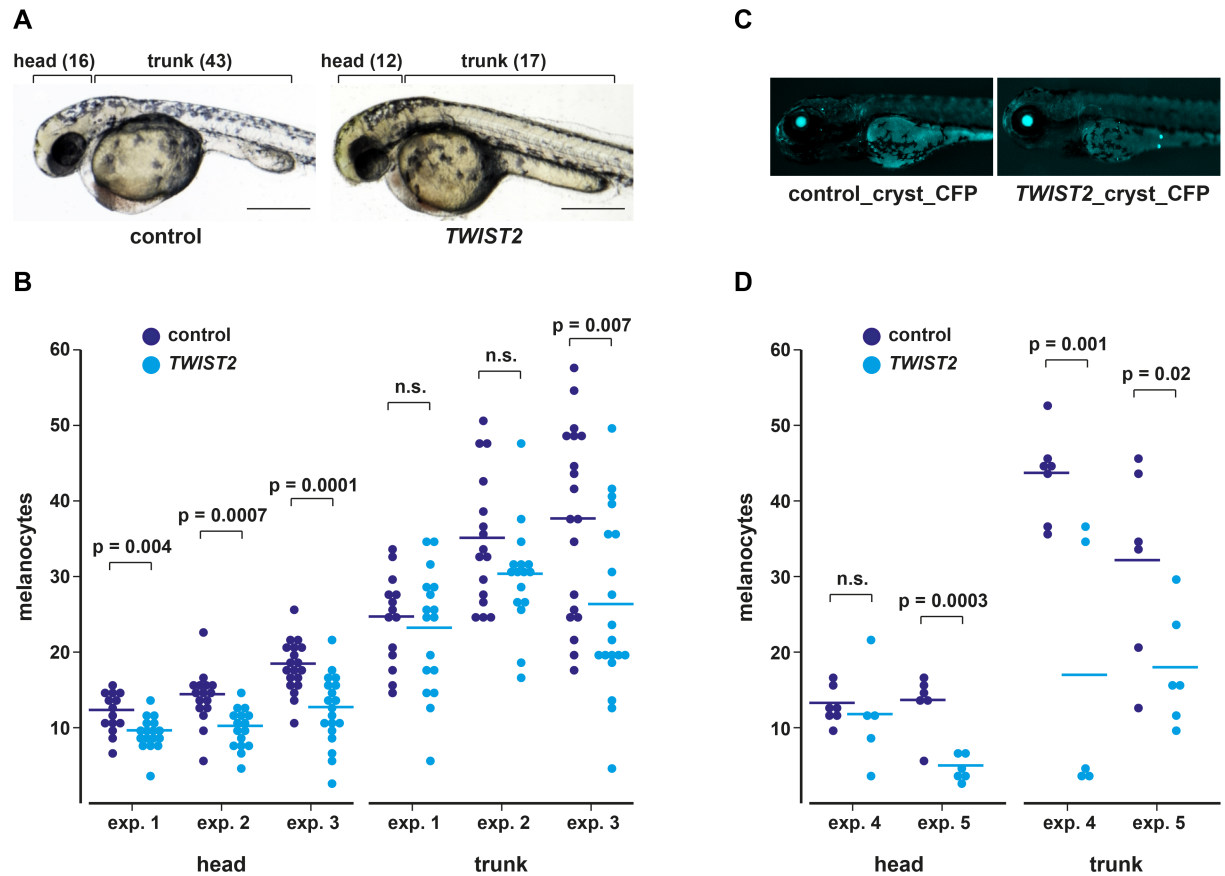 A
head (16) trunk (43) head (12) trunk (17)
control TWIST2
C
control_cryst_CFP TWIST2_cryst_CFP
B
control
TWIST2
melanocytes
60
50
40
30
20
10
p = 0.004
p = 0.0007
p = 0.0001
n.s.
n.s.
p = 0.007
exp. 1 exp. 2 exp. 3 exp. 1 exp. 2 exp. 3
head trunk
D
control
TWIST2
melanocytes
60
50
40
30
20
10
n.s.
p = 0.0003
p = 0.001
p = 0.02
exp. 4 exp. 5 exp. 4 exp. 5
head trunk